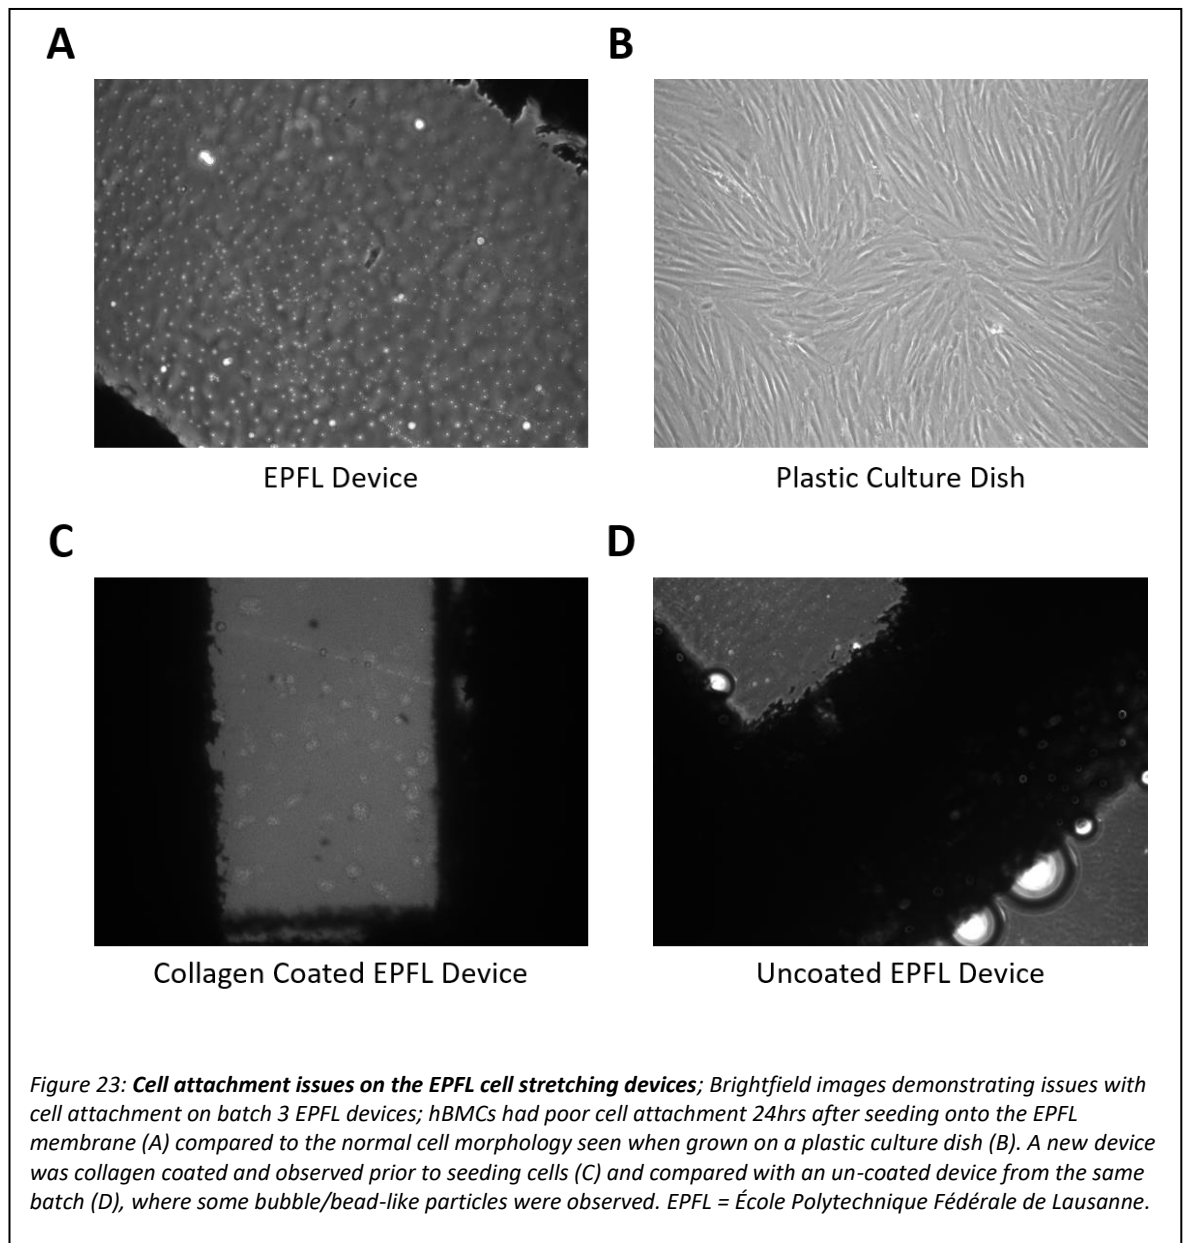 A
B
EPFL Device
Plastic Culture Dish
C
D
Collagen Coated EPFL Device
Uncoated EPFL Device
Figure 23: Cell attachment issues on the EPFL cell stretching devices; Brightfield images demonstrating issues with
cell attachment on batch 3 EPFL devices; hBMCs had poor cell attachment 24hrs after seeding onto the EPFL
membrane (A) compared to the normal cell morphology seen when grown on a plastic culture dish (B). A new device
was collagen coated and observed prior to seeding cells (C) and compared with an un-coated device from the same
batch (D), where some bubble/bead-like particles were observed. EPFL = École Polytechnique Fédérale de Lausanne.